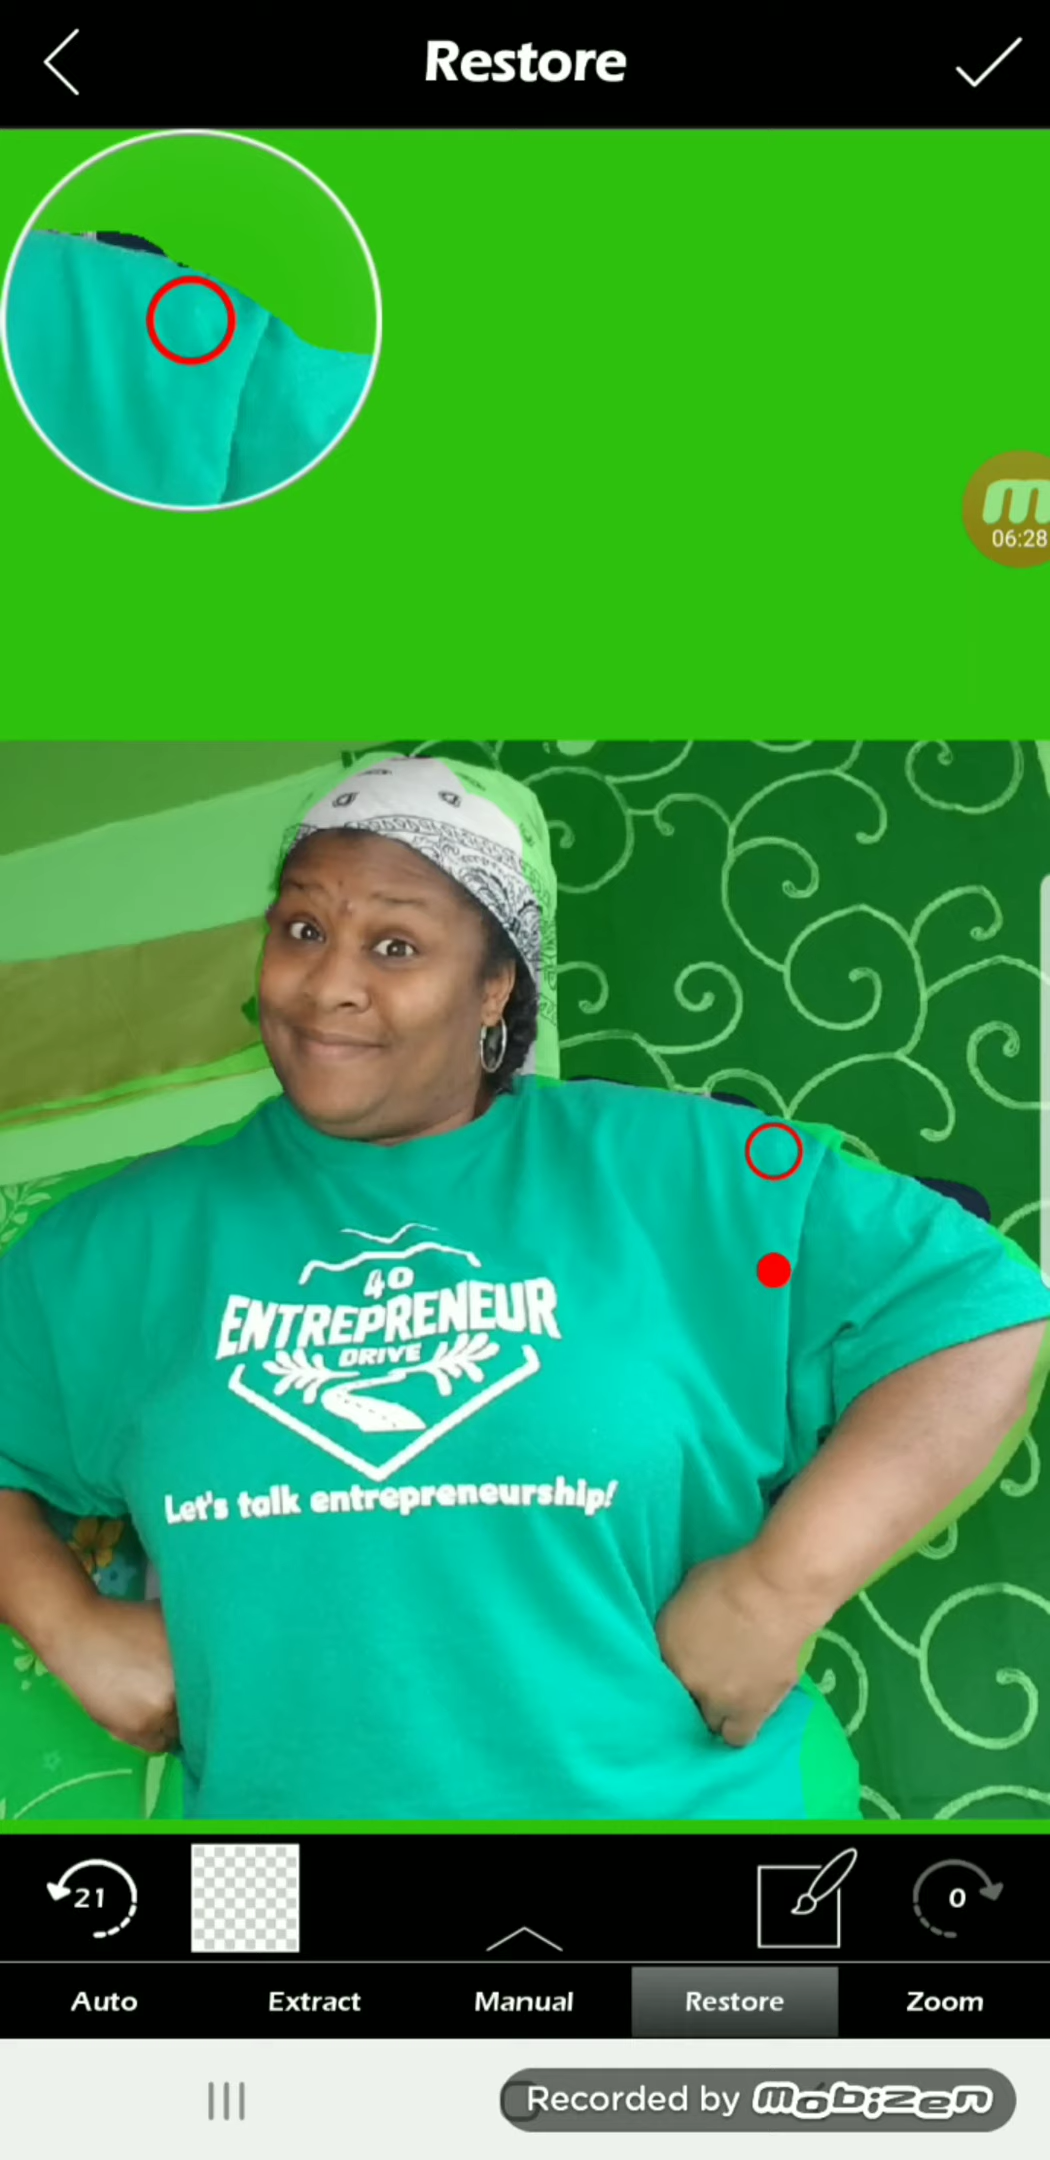 Restore
m
06:28
40
ENTREPRENEUR
DRIVE
Let's talk entrepreneurship!
21
0
Auto Extract Manual Restore Zoom
Recorded by mobizen